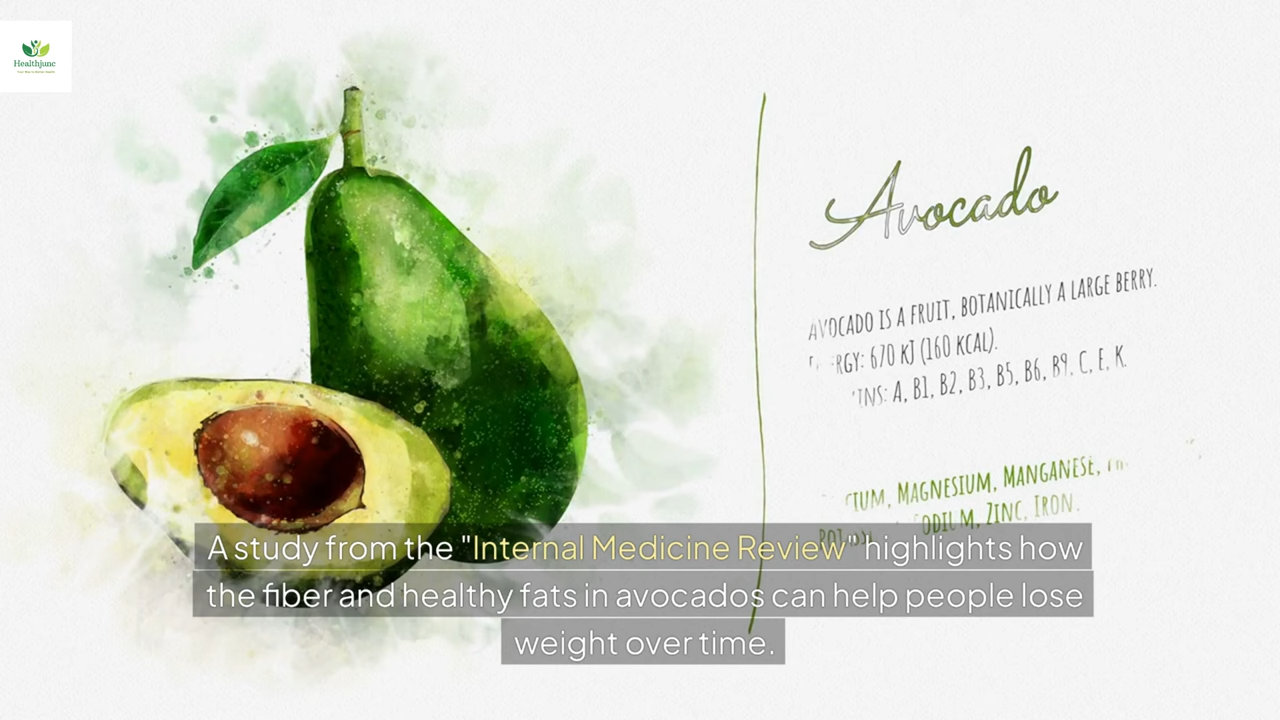 Healthjunc
Avocado
AVOCADO IS A FRUIT, BOTANICALLY A LARGE BERRY.
670 KJ (160 KCAL).
A, B1, B2, B3, B5, B6, B9, C, E, K.
MAGNESIUM, MANGANESE,
ZINC, IRON.
A study from the "Internal Medicine Review" highlights how
the fiber and healthy fats in avocados can help people lose
weight over time.